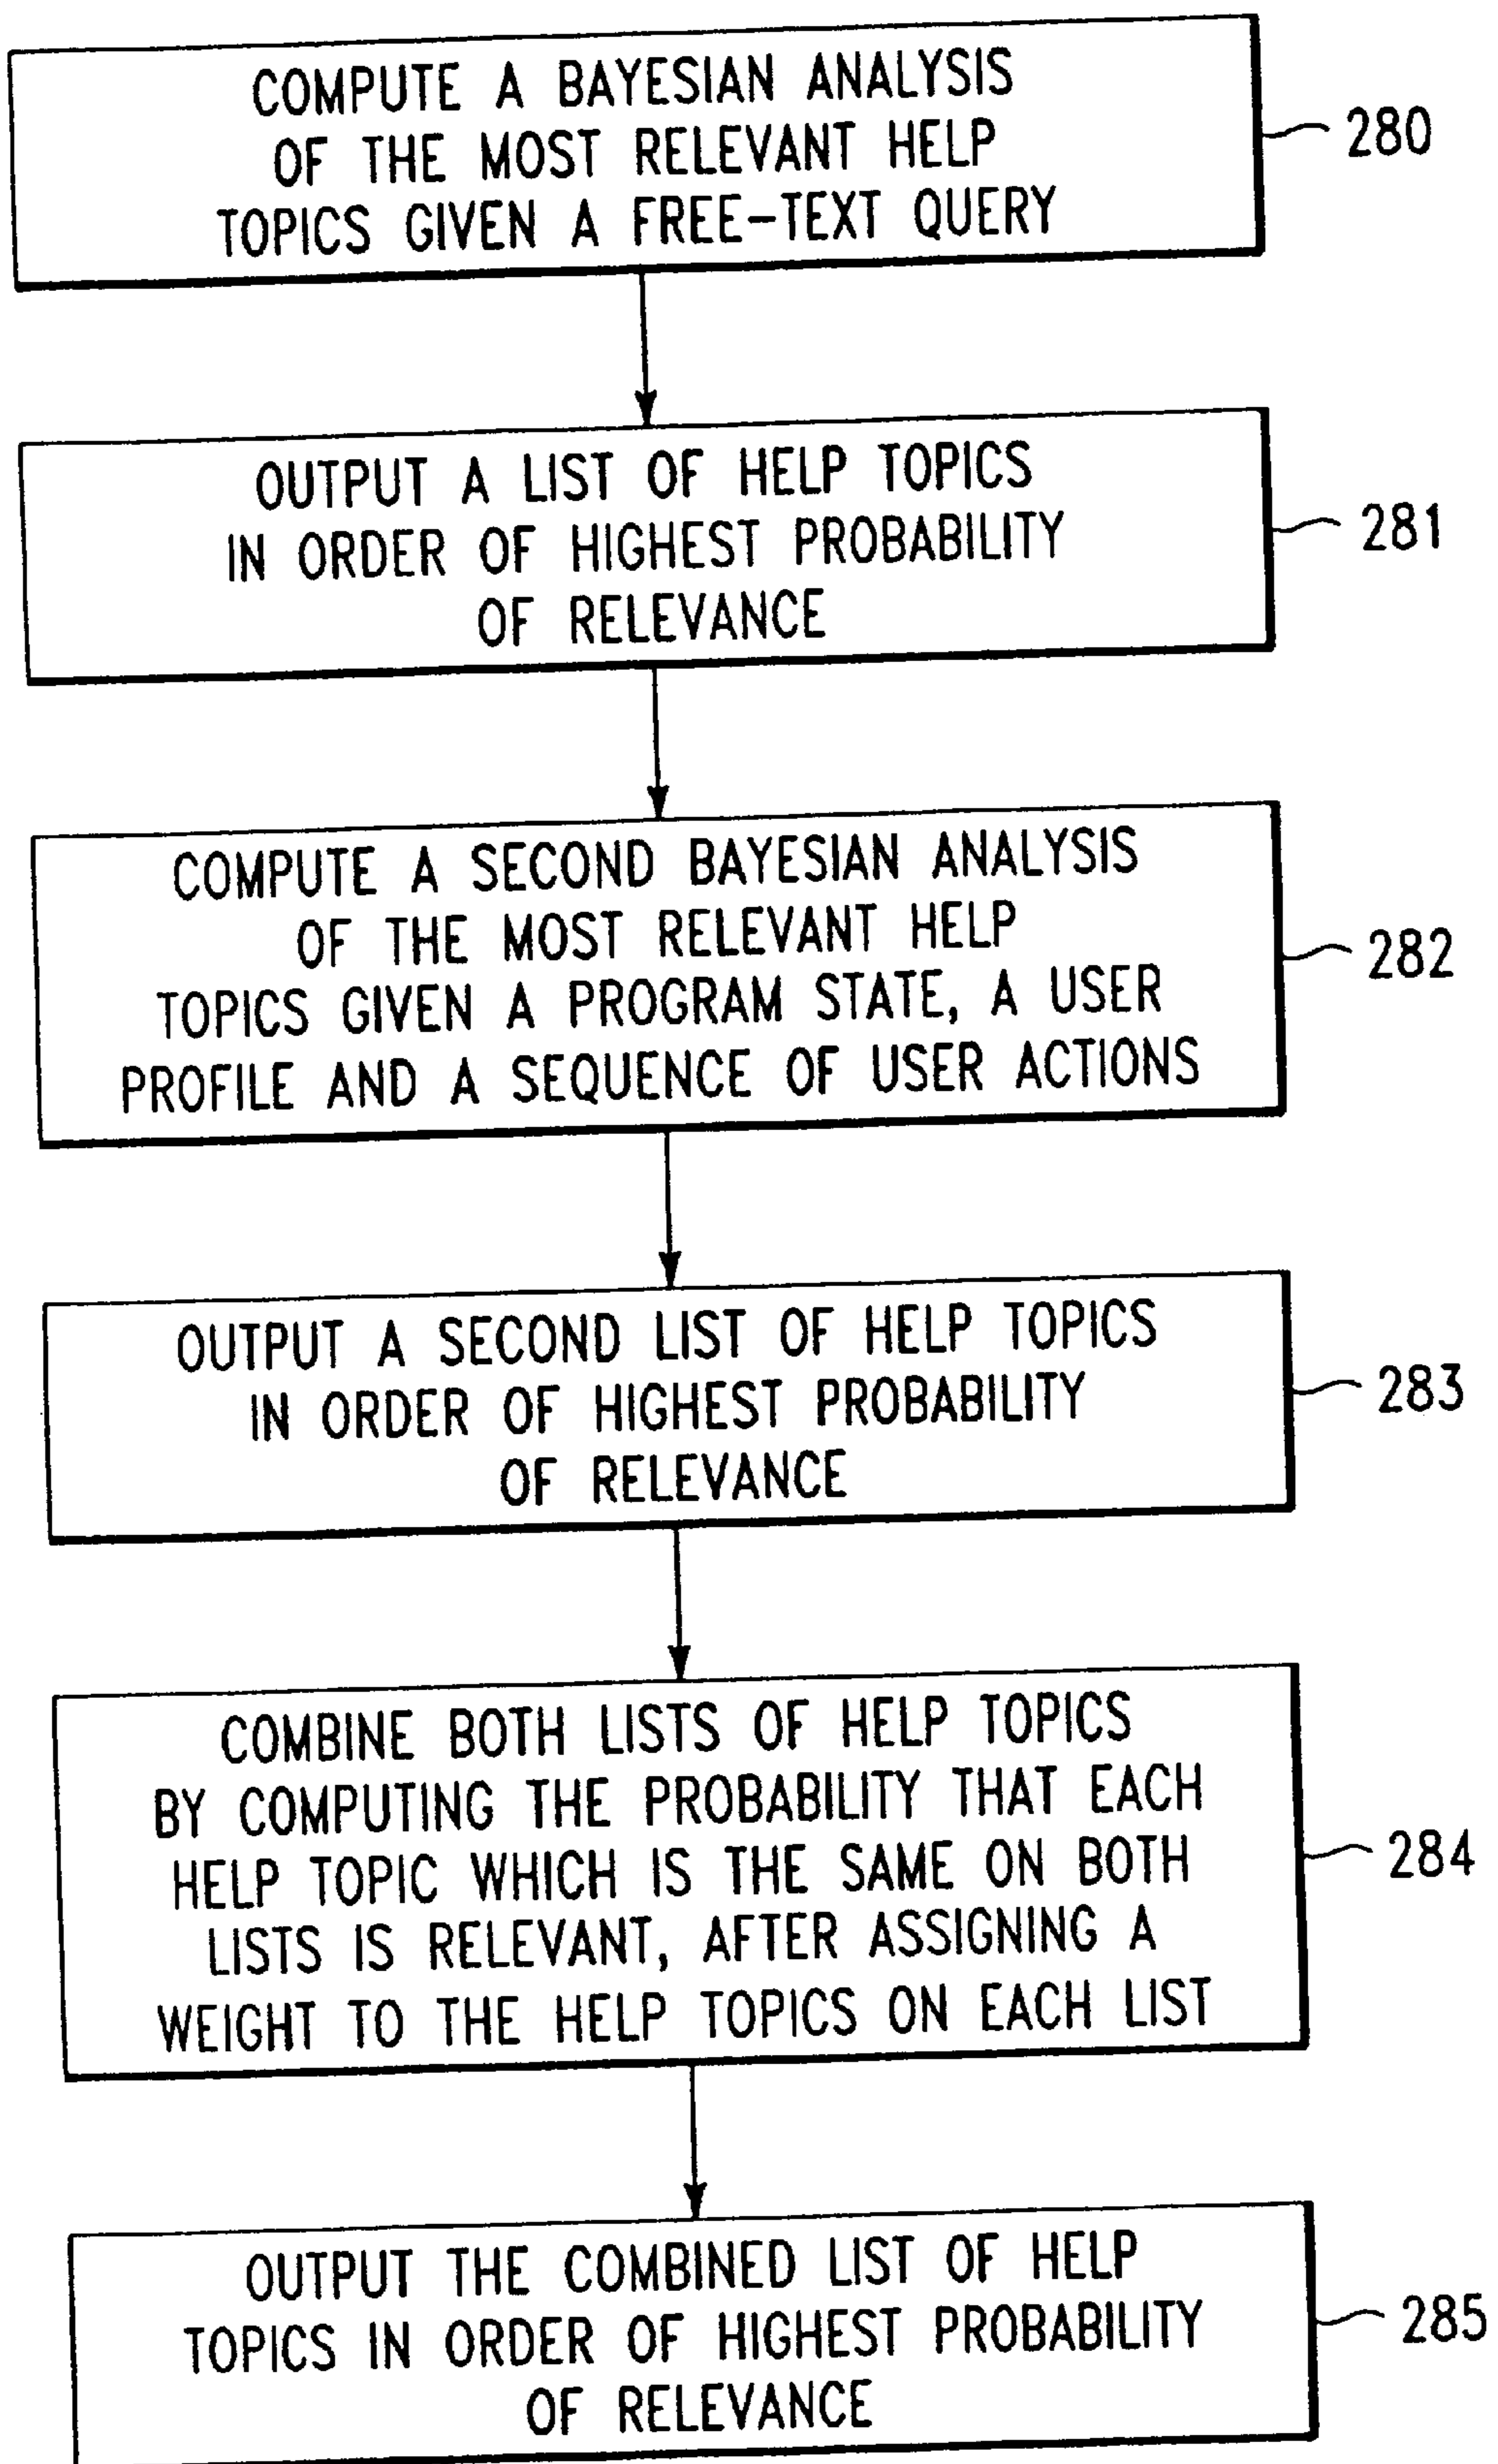 COMPUTE A BAYESIAN ANALYSIS
OF THE MOST RELEVANT HELP
TOPICS GIVEN A FREE-TEXT QUERY
280
OUTPUT A LIST OF HELP TOPICS
IN ORDER OF HIGHEST PROBABILITY
OF RELEVANCE
281
COMPUTE A SECOND BAYESIAN ANALYSIS
OF THE MOST RELEVANT HELP
TOPICS GIVEN A PROGRAM STATE, A USER
PROFILE AND A SEQUENCE OF USER ACTIONS
282
OUTPUT A SECOND LIST OF HELP TOPICS
IN ORDER OF HIGHEST PROBABILITY
OF RELEVANCE
283
COMBINE BOTH LISTS OF HELP TOPICS
BY COMPUTING THE PROBABILITY THAT EACH
HELP TOPIC WHICH IS THE SAME ON BOTH
LISTS IS RELEVANT, AFTER ASSIGNING A
WEIGHT TO THE HELP TOPICS ON EACH LIST
284
OUTPUT THE COMBINED LIST OF HELP
TOPICS IN ORDER OF HIGHEST PROBABILITY
OF RELEVANCE
285